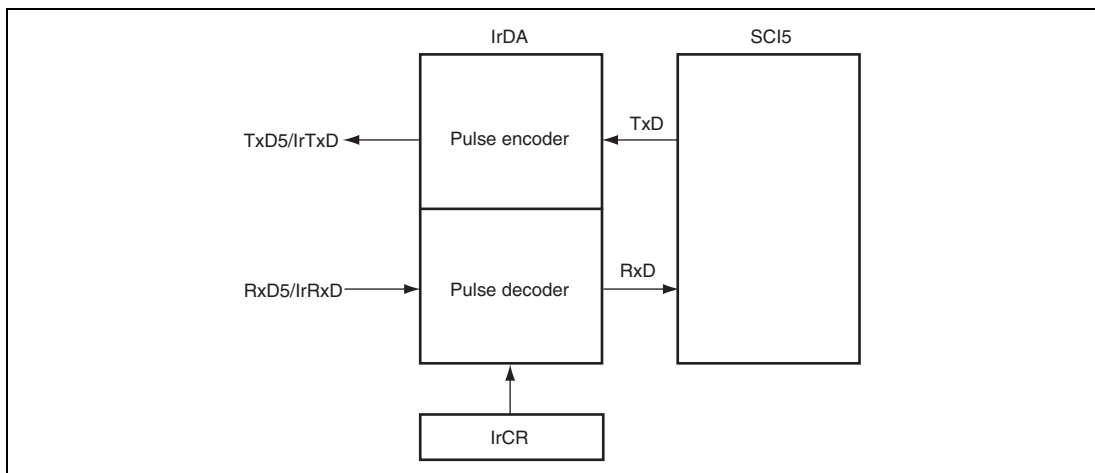 IrDA
SCI5
TxD5/IrTxD
Pulse encoder
TxD
RxD5/IrRxD
Pulse decoder
RxD
IrCR